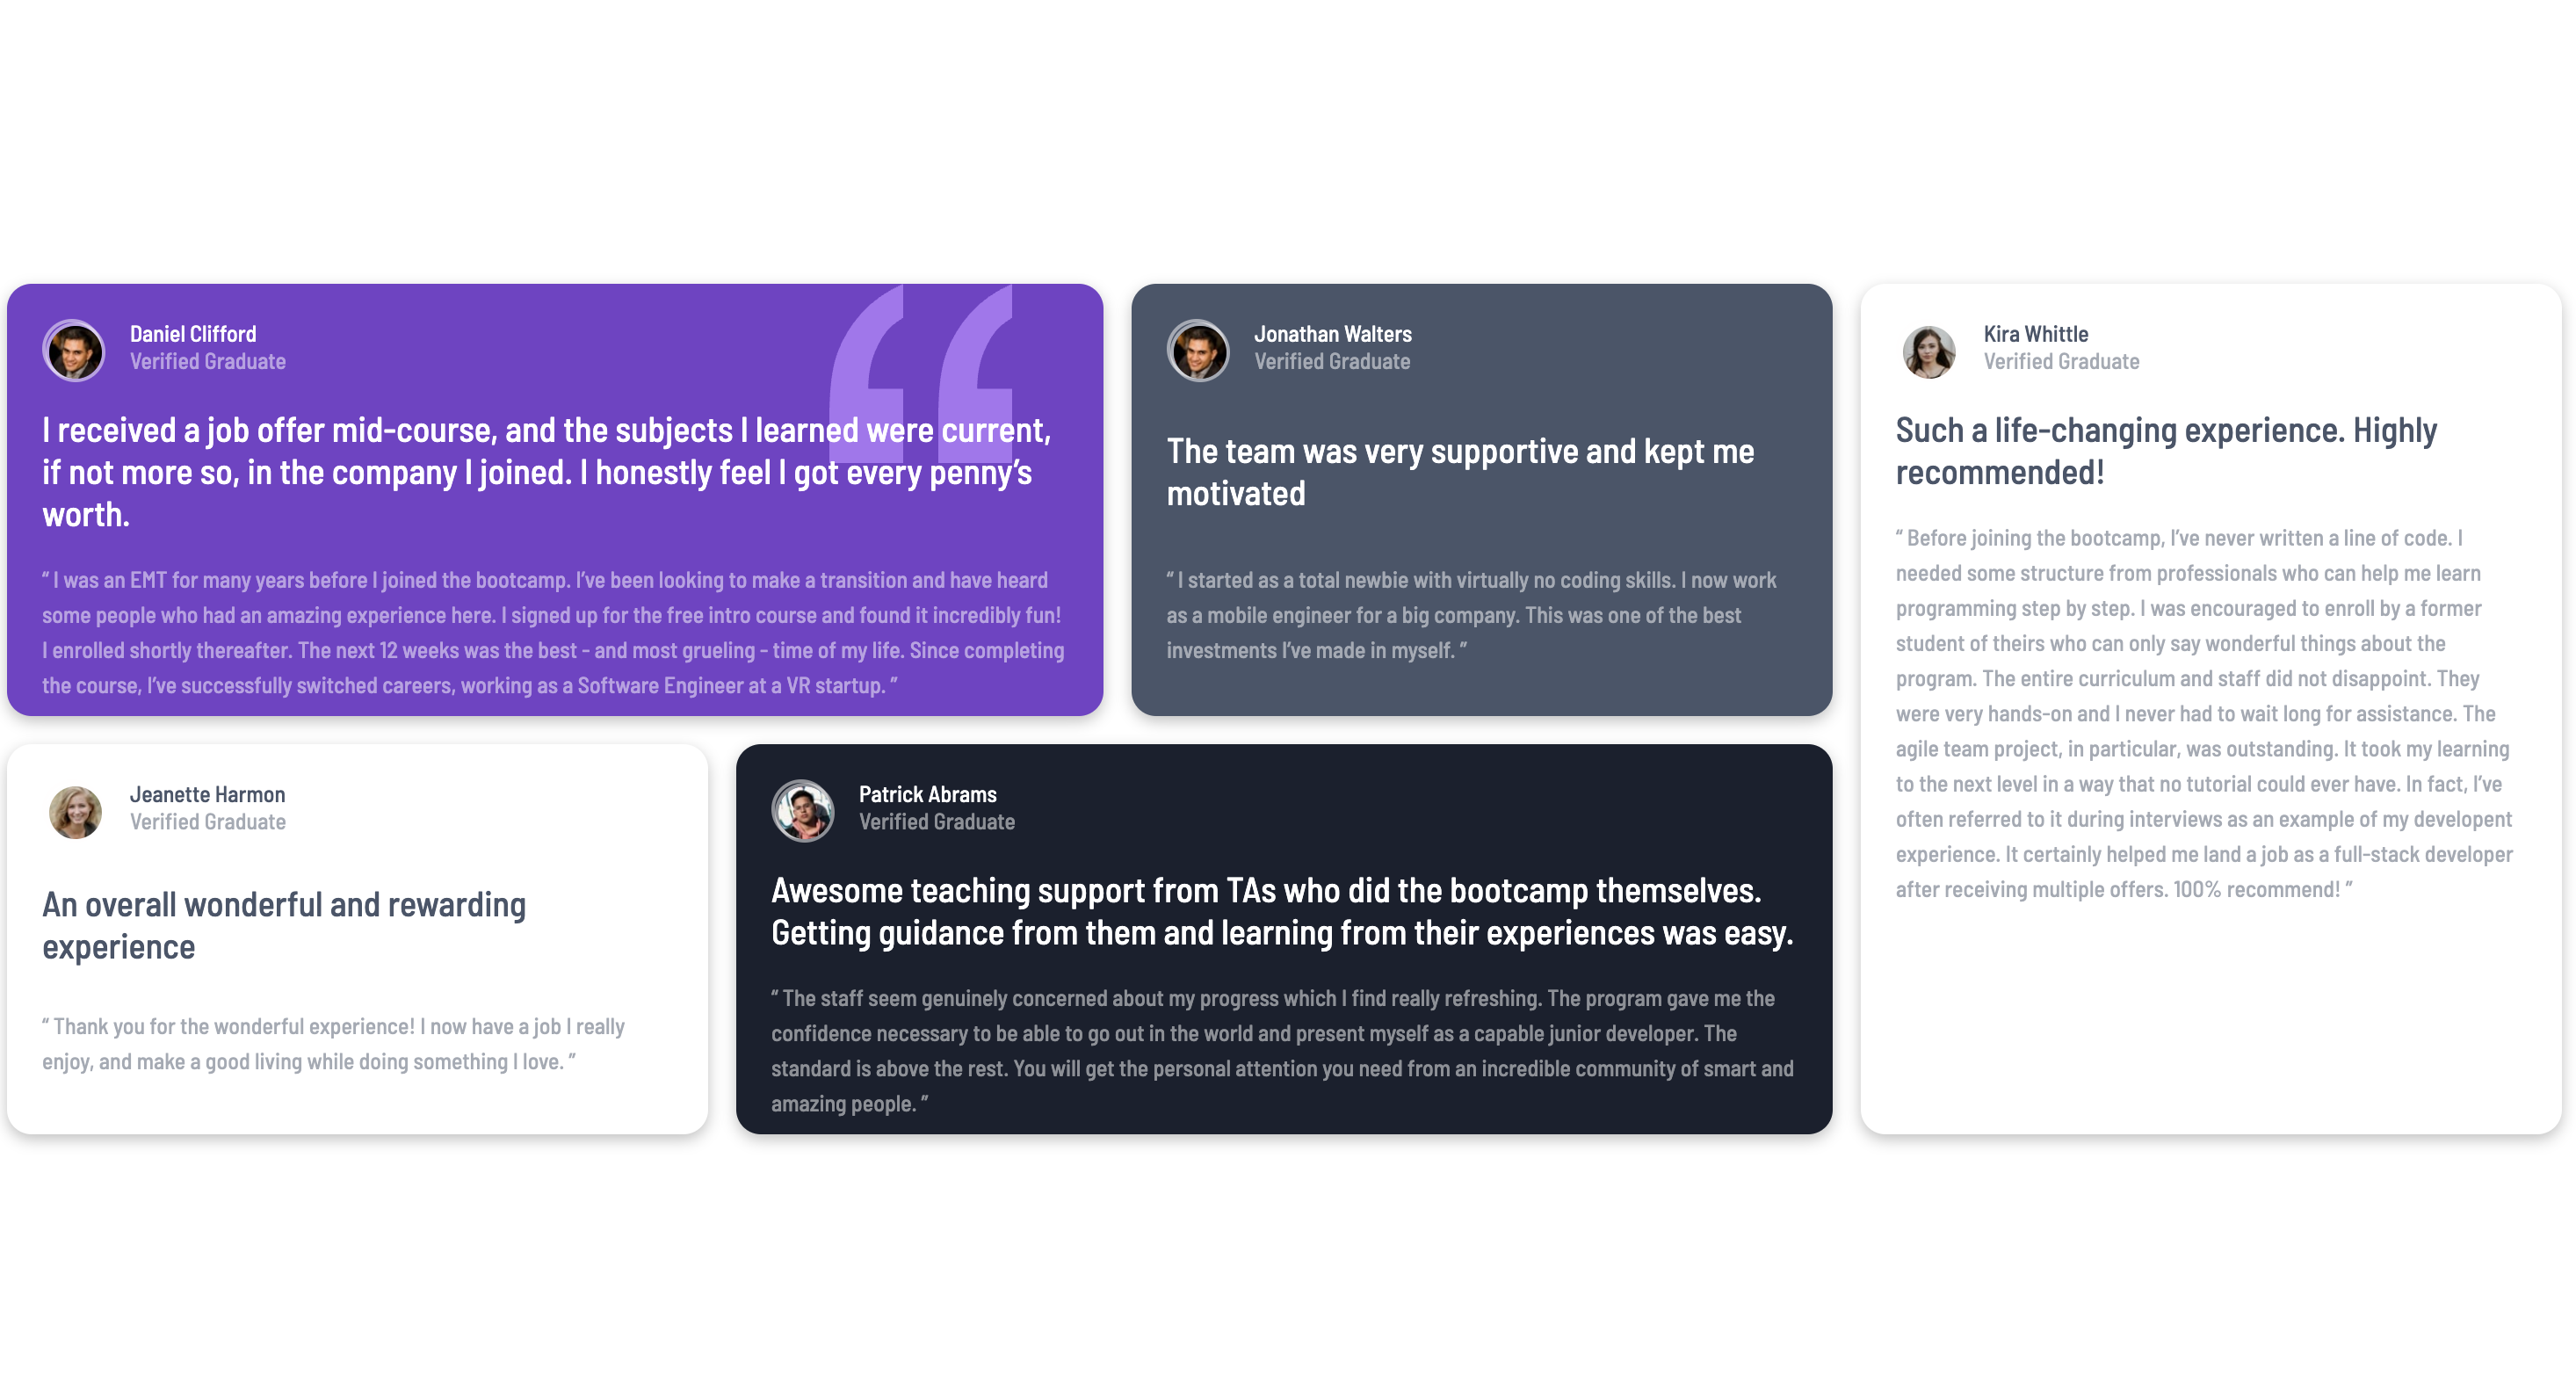 Daniel Clifford
Verified Graduate
I received a job offer mid-course, and the subjects I learned were current,
if not more so, in the company I joined. I honestly feel I got every penny’s
worth.
“ I was an EMT for many years before I joined the bootcamp. I’ve been looking to make a transition and have heard
some people who had an amazing experience here. I signed up for the free intro course and found it incredibly fun!
I enrolled shortly thereafter. The next 12 weeks was the best - and most grueling - time of my life. Since completing
the course, I’ve successfully switched careers, working as a Software Engineer at a VR startup. ”
Jonathan Walters
Verified Graduate
The team was very supportive and kept me
motivated
“ I started as a total newbie with virtually no coding skills. I now work
as a mobile engineer for a big company. This was one of the best
investments I’ve made in myself. ”
Kira Whittle
Verified Graduate
Such a life-changing experience. Highly
recommended!
“ Before joining the bootcamp, I’ve never written a line of code. I
needed some structure from professionals who can help me learn
programming step by step. I was encouraged to enroll by a former
student of theirs who can only say wonderful things about the
program. The entire curriculum and staff did not disappoint. They
were very hands-on and I never had to wait long for assistance. The
agile team project, in particular, was outstanding. It took my learning
to the next level in a way that no tutorial could ever have. In fact, I’ve
often referred to it during interviews as an example of my developent
experience. It certainly helped me land a job as a full-stack developer
after receiving multiple offers. 100% recommend! ”
Jeanette Harmon
Verified Graduate
An overall wonderful and rewarding
experience
“ Thank you for the wonderful experience! I now have a job I really
enjoy, and make a good living while doing something I love. ”
Patrick Abrams
Verified Graduate
Awesome teaching support from TAs who did the bootcamp themselves.
Getting guidance from them and learning from their experiences was easy.
“ The staff seem genuinely concerned about my progress which I find really refreshing. The program gave me the
confidence necessary to be able to go out in the world and present myself as a capable junior developer. The
standard is above the rest. You will get the personal attention you need from an incredible community of smart and
amazing people. ”